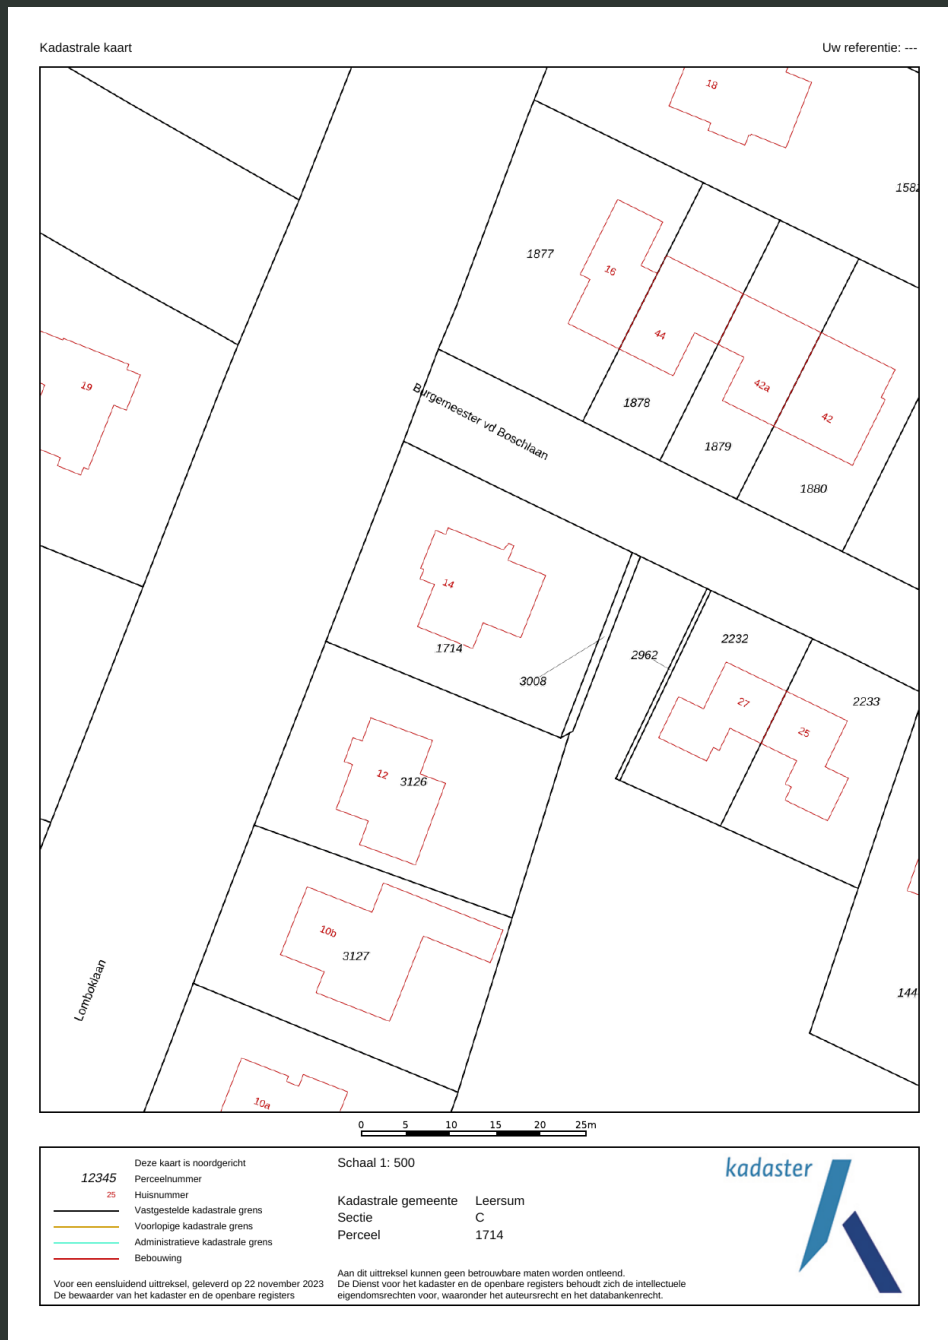 Kadastrale kaart
Uw referentie: ---
18
158
1877
16
44
19
42a
42
1878
Burgemeester vd Boschlaan
1879
1880
14
1714
2232
2962
3008
27
2233
25
12
3126
10b
3127
Lomboklaan
144
10a
0 5 10 15 20 25m
Deze kaart is noordgericht
12345 Perceelnummer
25 Huisnummer
Vastgestelde kadastrale grens
Voorlopige kadastrale grens
Administratieve kadastrale grens
Bebouwing
Voor een eensluidend uittreksel, geleverd op 22 november 2023
De bewaarder van het kadaster en de openbare registers
Schaal 1: 500
Kadastrale gemeente Leersum
Sectie C
Perceel 1714
Aan dit uittreksel kunnen geen betrouwbare maten worden ontleend.
De Dienst voor het kadaster en de openbare registers behoudt zich de intellectuele
eigendomsrechten voor, waaronder het auteursrecht en het databankenrecht.
kadaster